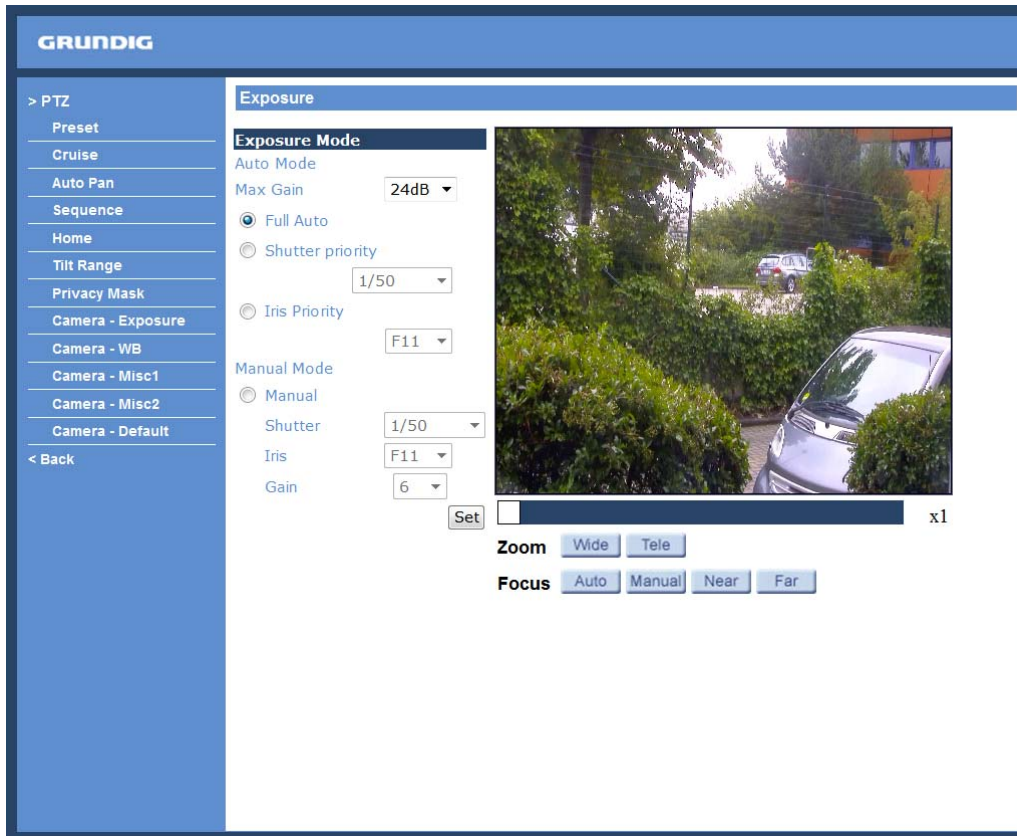 GRUNDIG
> PTZ
Preset
Cruise
Auto Pan
Sequence
Home
Tilt Range
Privacy Mask
Camera - Exposure
Camera - WB
Camera - Misc1
Camera - Misc2
Camera - Default
< Back
Exposure
Exposure Mode
Auto Mode
Max Gain 24dB
Full Auto
Shutter priority
1/50
Iris Priority
F11
Manual Mode
Manual
Shutter 1/50
Iris F11
Gain 6
Set
x1
Zoom Wide Tele
Focus Auto Manual Near Far